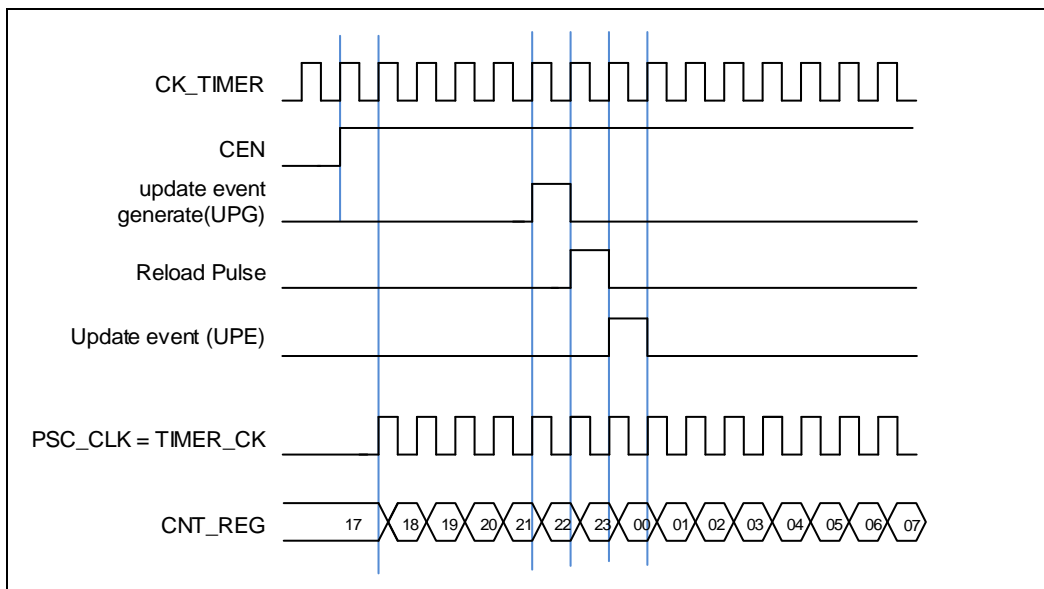 CK_TIMER
CEN
update event
generate(UPG)
Reload Pulse
Update event (UPE)
PSC_CLK = TIMER_CK
CNT_REG 17 18 19 20 21 22 23 00 01 02 03 04 05 06 07